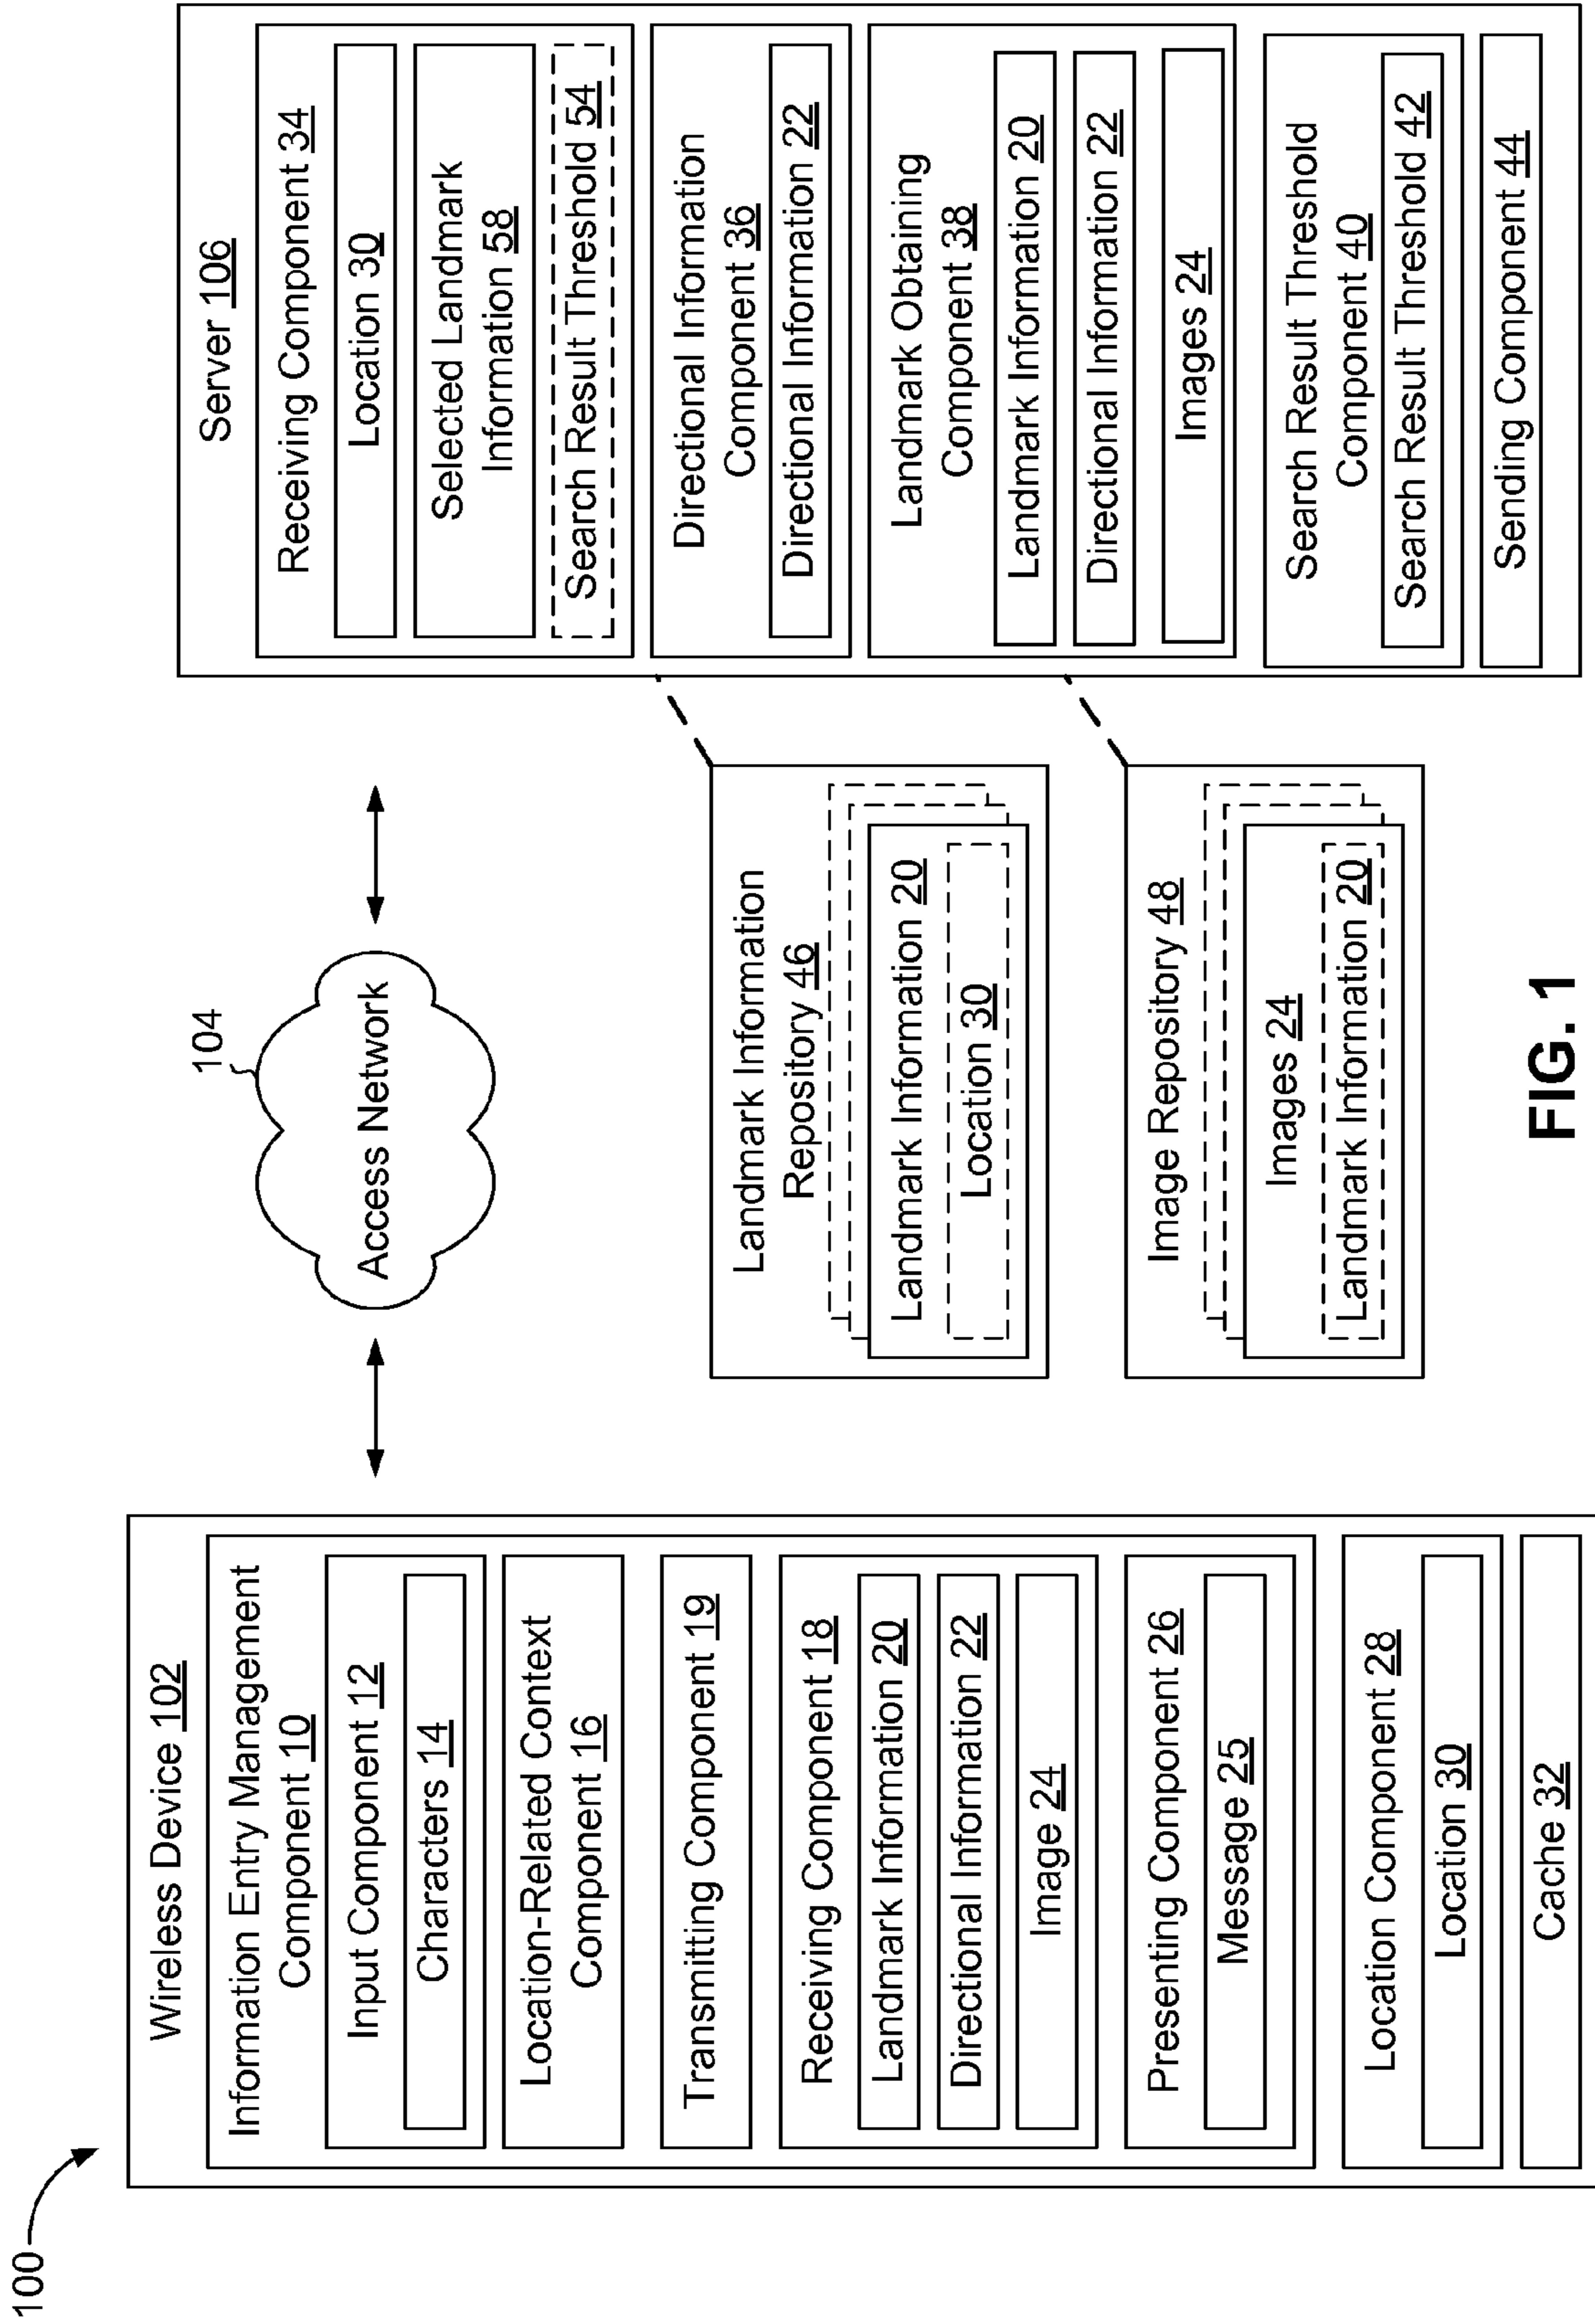 100
Wireless Device 102
Information Entry Management
Component 10
Input Component 12
Characters 14
Location-Related Context
Component 16
Transmitting Component 19
Receiving Component 18
Landmark Information 20
Directional Information 22
Image 24
Presenting Component 26
Message 25
Location Component 28
Location 30
Cache 32
104
Access Network
Landmark Information
Repository 46
Landmark Information 20
Location 30
Image Repository 48
Images 24
Landmark Information 20
Server 106
Receiving Component 34
Location 30
Selected Landmark
Information 58
Search Result Threshold 54
Directional Information
Component 36
Directional Information 22
Landmark Obtaining
Component 38
Landmark Information 20
Directional Information 22
Images 24
Search Result Threshold
Component 40
Search Result Threshold 42
Sending Component 44
FIG. 1